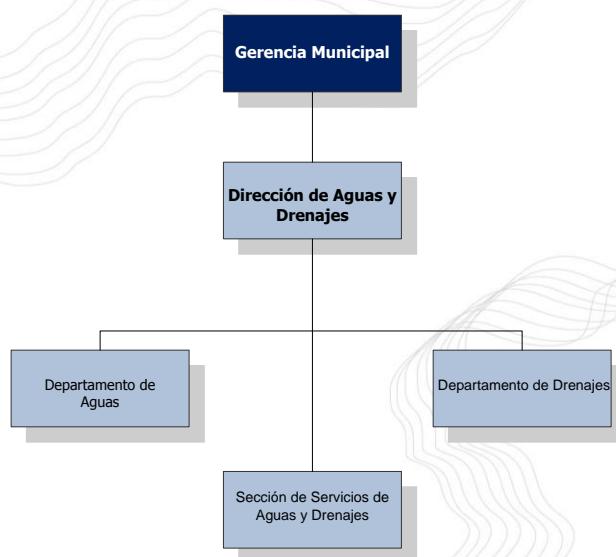 Gerencia Municipal
Dirección de Aguas y
Drenajes
Departamento de
Aguas
Departamento de Drenajes
Sección de Servicios de
Aguas y Drenajes